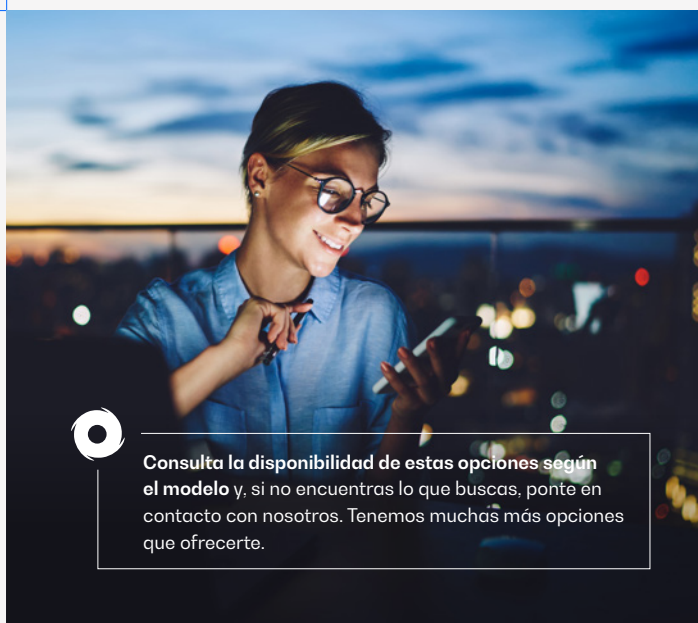 Consulta la disponibilidad de estas opciones según
el modelo y, si no encuentras lo que buscas, ponte en
contacto con nosotros. Tenemos muchas más opciones
que ofrecerte.